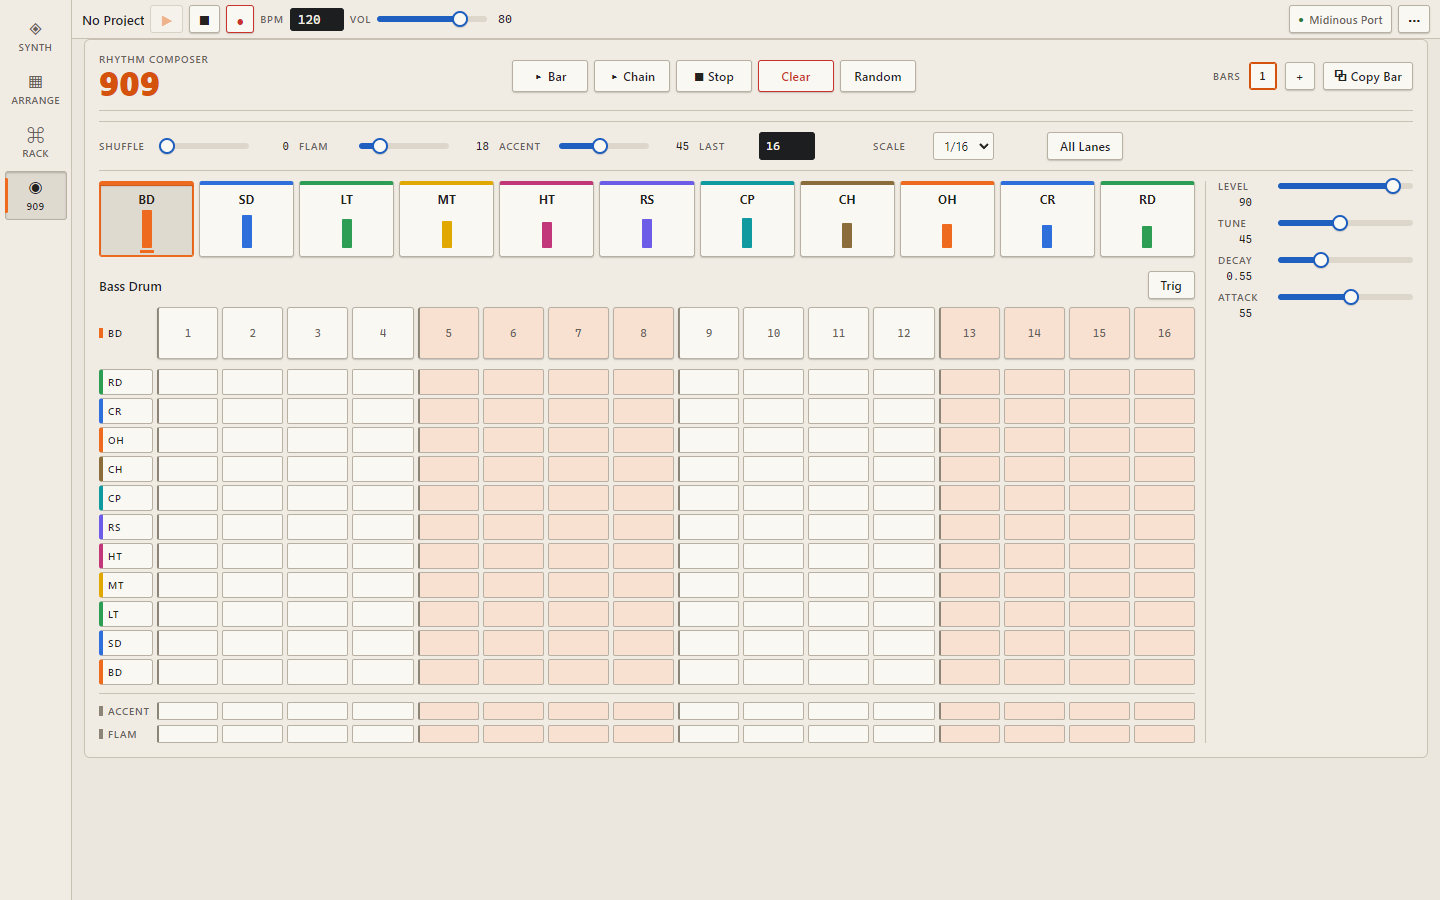 No Project
BPM 120 VOL 80
Midinous Port
...
SYNTH
ARRANGE
RACK
909
RHYTHM COMPOSER
909
Bar
Chain
Stop
Clear
Random
BARS 1 + Copy Bar
SHUFFLE 0 FLAM 18 ACCENT 45 LAST 16 SCALE 1/16 All Lanes
BD SD LT MT HT RS CP CH OH CR RD
LEVEL
90
TUNE
45
DECAY
0.55
ATTACK
55
Bass Drum Trig
BD 1 2 3 4 5 6 7 8 9 10 11 12 13 14 15 16
RD
CR
OH
CH
CP
RS
HT
MT
LT
SD
BD
ACCENT
FLAM